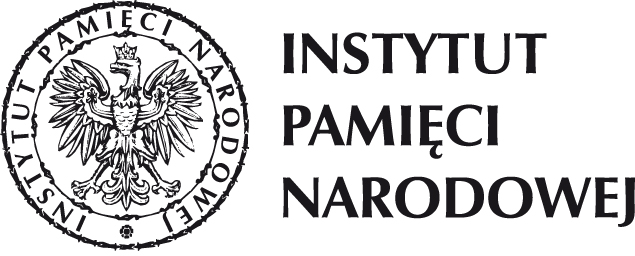 INSTYTUT PAMIĘCI NARODOWEJ
INSTYTUT
PAMIĘCI
NARODOWEJ